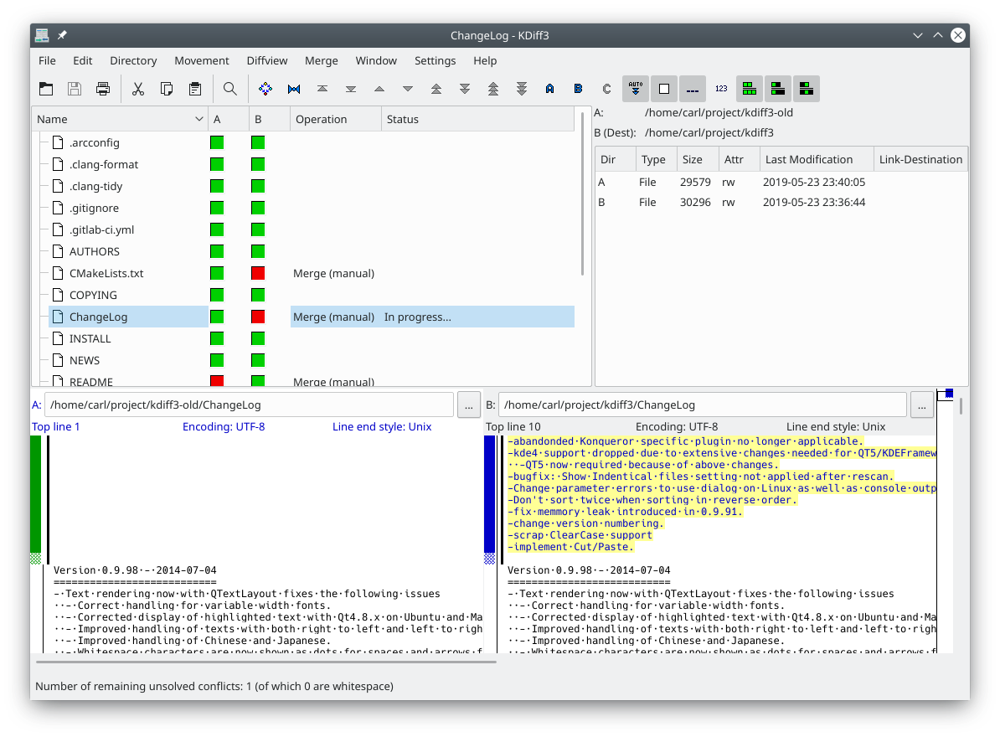 ChangeLog - KDiff3
File Edit Directory Movement Diffview Merge Window Settings Help
A B C AUTO 123
Name A B Operation Status
.arcconfig
.clang-format
.clang-tidy
.gitignore
.gitlab-ci.yml
AUTHORS
CMakeLists.txt Merge (manual)
COPYING
ChangeLog Merge (manual) In progress...
INSTALL
NEWS
README Merge (manual)
A: /home/carl/project/kdiff3-old
B (Dest): /home/carl/project/kdiff3
Dir Type Size Attr Last Modification Link-Destination
A File 29579 rw 2019-05-23 23:40:05
B File 30296 rw 2019-05-23 23:36:44
A: /home/carl/project/kdiff3-old/ChangeLog ...
Top line 1 Encoding: UTF-8 Line end style: Unix
Version·0.9.98·-·2014-07-04
===========================
-·Text·rendering·now·with·QTextLayout·fixes·the·following·issues
··-·Correct·handling·for·variable·width·fonts.
··-·Corrected·display·of·highlighted·text·with·Qt4.8.x·on·Ubuntu·and·Ma
··-·Improved·handling·of·texts·with·both·right·to·left·and·left·to·righ
··-·Improved·handling·of·Chinese·and·Japanese.
··-·Whitespace·characters·are·now·shown·as·dots·for·spaces·and·arrows·f
B: /home/carl/project/kdiff3/ChangeLog ...
Top line 10 Encoding: UTF-8 Line end style: Unix
-abandonded·Konqueror·specific·plugin·no·longer·applicable.
-kde4·support·dropped·due·to·extensive·changes·needed·for·QT5/KDEFramew
··-QT5·now·required·because·of·above·changes.
-bugfix:·Show·Indentical·files·setting·not·applied·after·rescan.
-Change·parameter·errors·to·use·dialog·on·Linux·as·well·as·console·outp
-Don't·sort·twice·when·sorting·in·reverse·order.
-fix·memmory·leak·introduced·in·0.9.91.
-change·version·numbering.
-scrap·ClearCase·support
-implement·Cut/Paste.
Version·0.9.98·-·2014-07-04
===========================
-·Text·rendering·now·with·QTextLayout·fixes·the·following·issues
··-·Correct·handling·for·variable·width·fonts.
··-·Corrected·display·of·highlighted·text·with·Qt4.8.x·on·Ubuntu·and·Ma
··-·Improved·handling·of·texts·with·both·right·to·left·and·left·to·righ
··-·Improved·handling·of·Chinese·and·Japanese.
··-·Whitespace·characters·are·now·shown·as·dots·for·spaces·and·arrows·f
Number of remaining unsolved conflicts: 1 (of which 0 are whitespace)